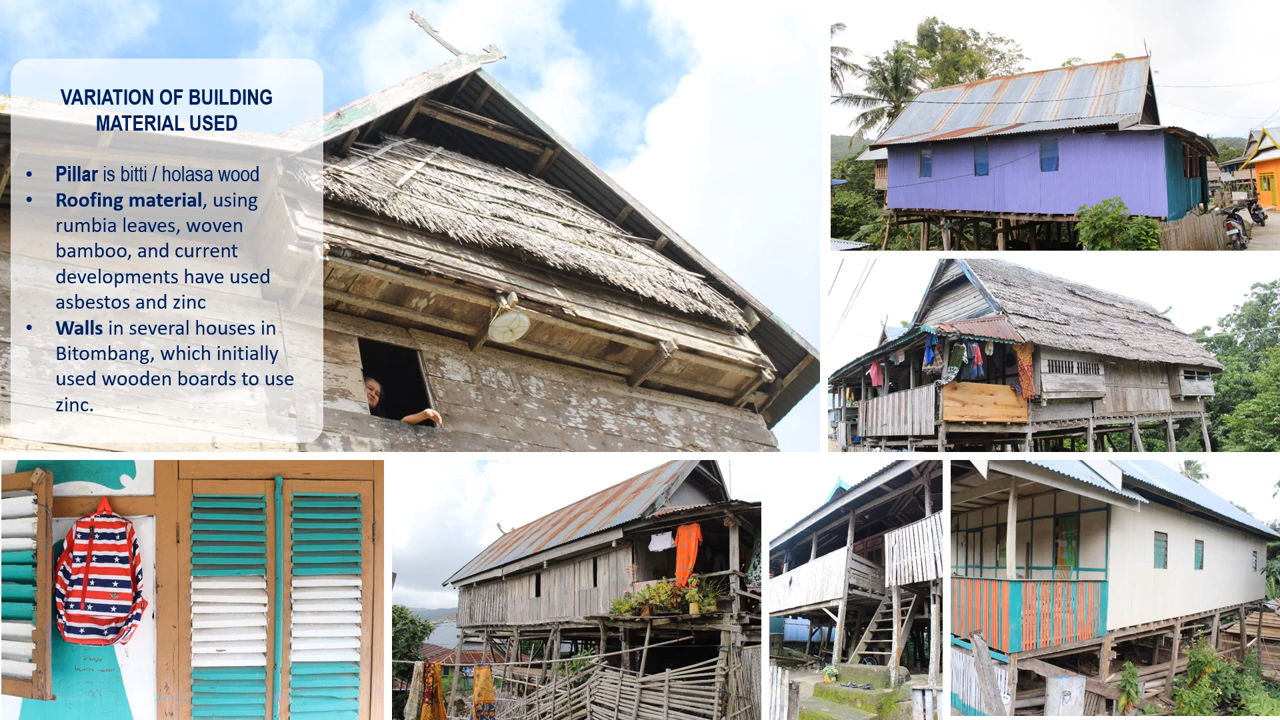 VARIATION OF BUILDING
MATERIAL USED
• Pillar is bitti / holasa wood
• Roofing material, using
rumbia leaves, woven
bamboo, and current
developments have used
asbestos and zinc
• Walls in several houses in
Bitombang, which initially
used wooden boards to use
zinc.